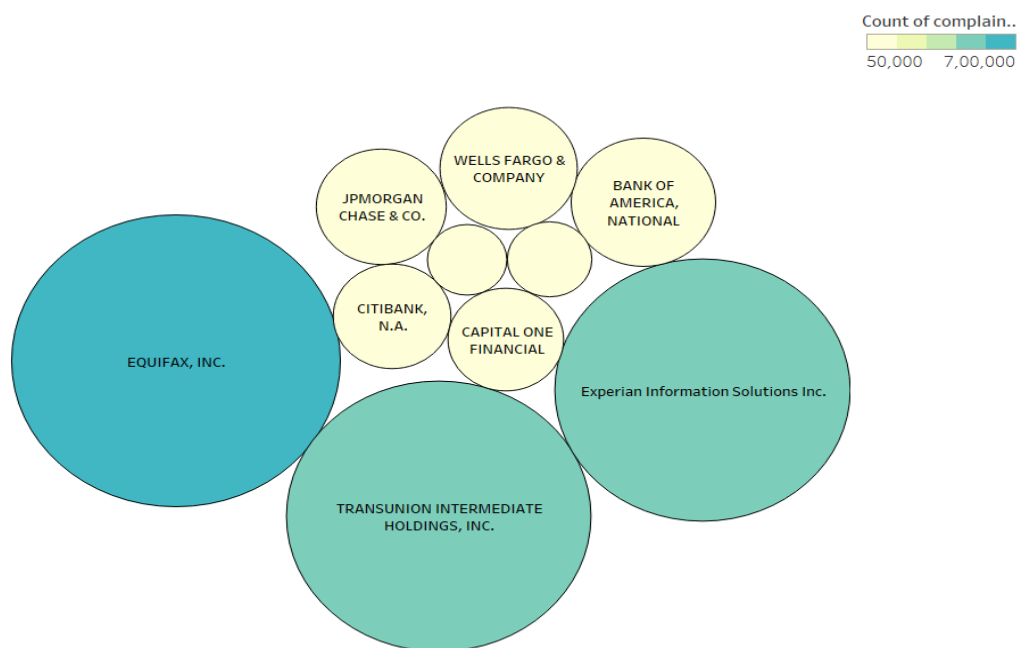 Count of complain..
50,000 7,00,000
WELLS FARGO &
COMPANY
JPMORGAN
CHASE & CO.
BANK OF
AMERICA,
NATIONAL
CITIBANK,
N.A.
CAPITAL ONE
FINANCIAL
EQUIFAX, INC.
Experian Information Solutions Inc.
TRANSUNION INTERMEDIATE
HOLDINGS, INC.